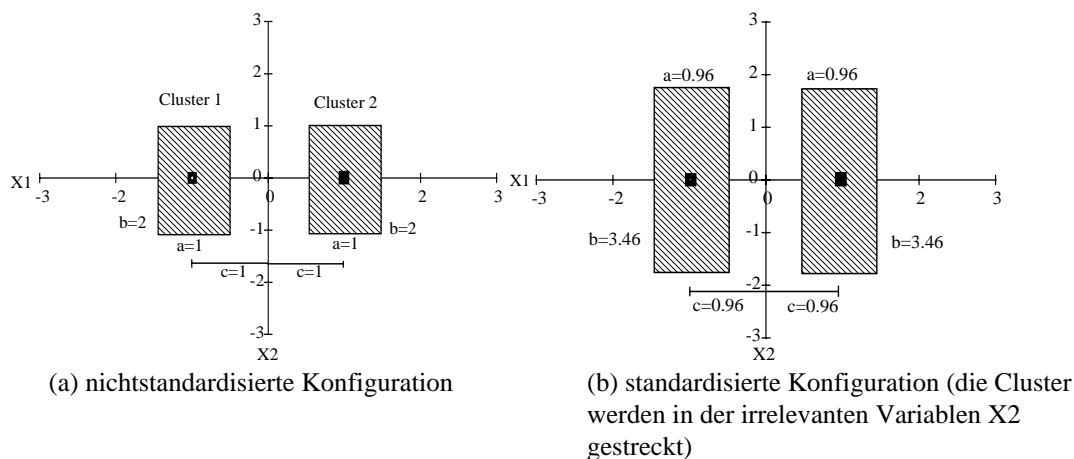 3
3
2
2
a=0.96
a=0.96
Cluster 1
Cluster 2
1
1
X1
0
X1
0
-3
-2
0
2
3
-3
-2
0
2
3
b=2
b=2
a=1
a=1
-1
b=3.46
b=3.46
-1
c=1
c=1
-2
-2
c=0.96
c=0.96
-3
-3
X2
X2
(a) nichtstandardisierte Konfiguration
(b) standardisierte Konfiguration (die Cluster
werden in der irrelevanten Variablen X2
gestreckt)